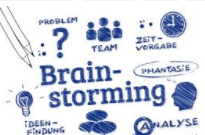 PROBLEM
?
TEAM
ZEIT-
VORGABE
Brain-
storming
PHANTASIE
IDEEN-
FINDUNG
ANALYSE